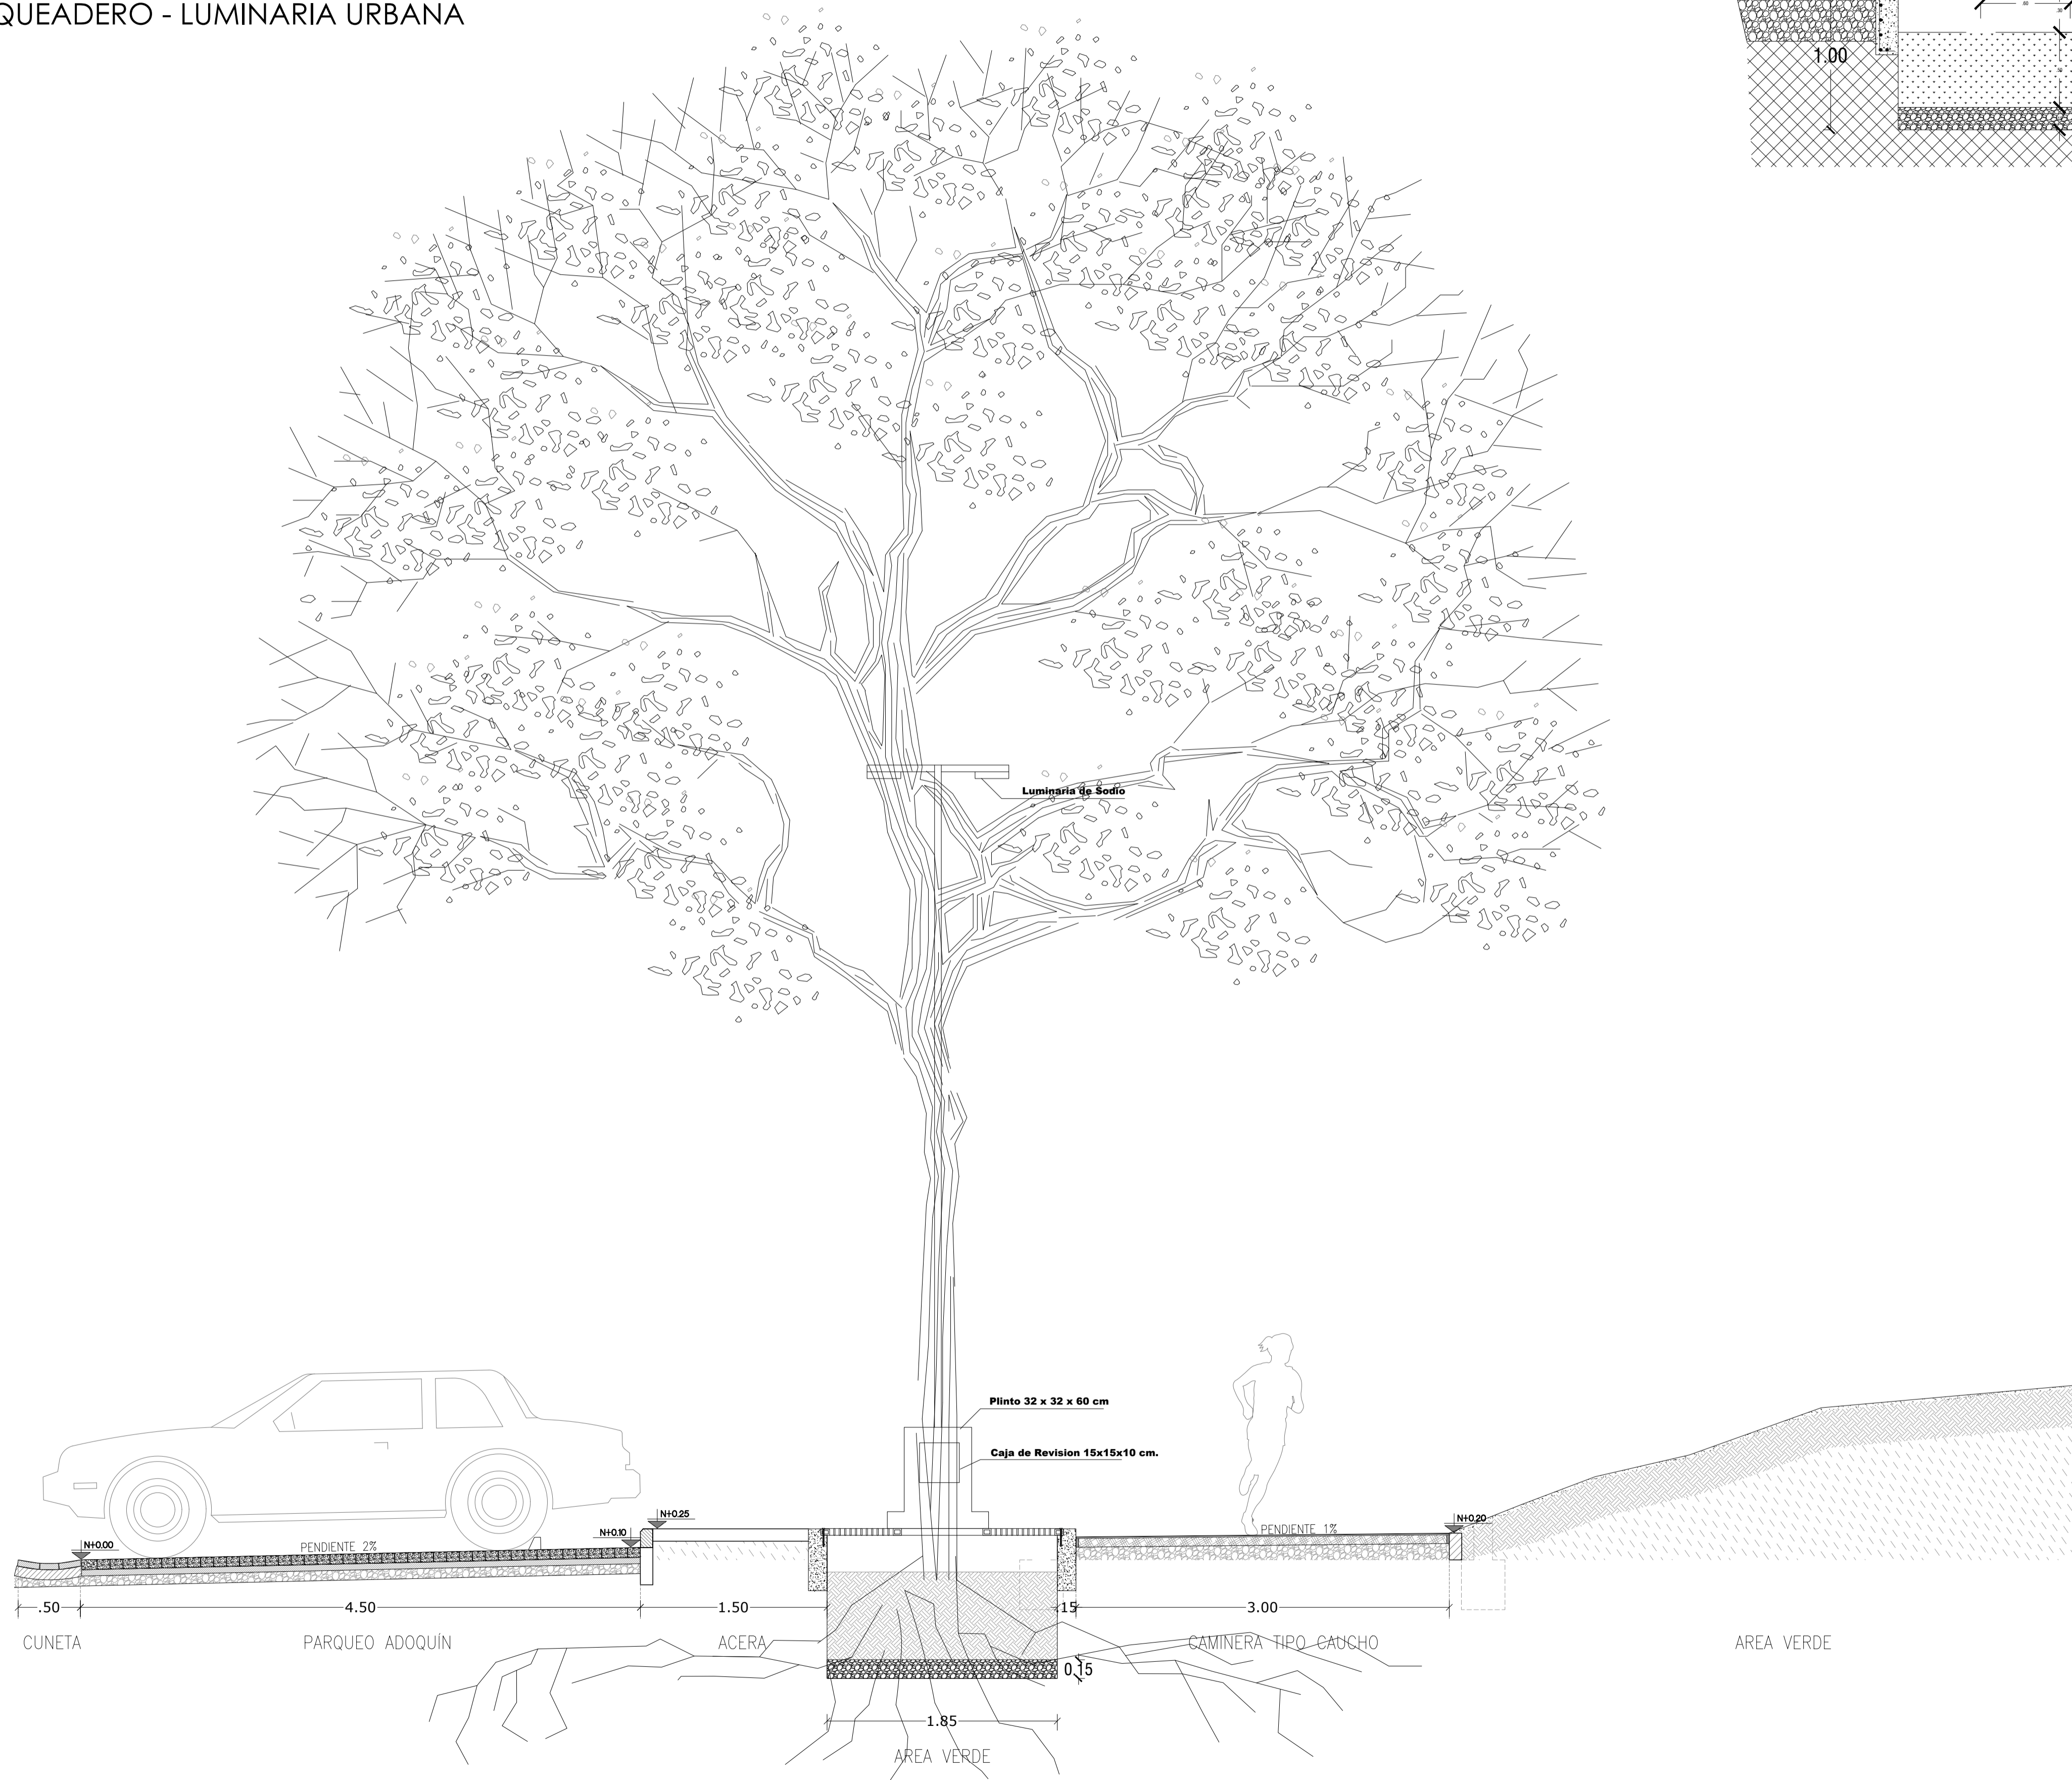 QUEADERO - LUMINARIA URBANA
1.00
Luminaria de Sodio
Plinto 32 x 32 x 60 cm
Caja de Revision 15x15x10 cm.
N+0.25
N+0.20
N+0.10
PENDIENTE 1%
N+0.00
PENDIENTE 2%
.50
4.50
1.50
.15
3.00
CUNETA
PARQUEO ADOQUÍN
ACERA
CAMINERA TIPO CAUCHO
AREA VERDE
0.15
1.85
AREA VERDE